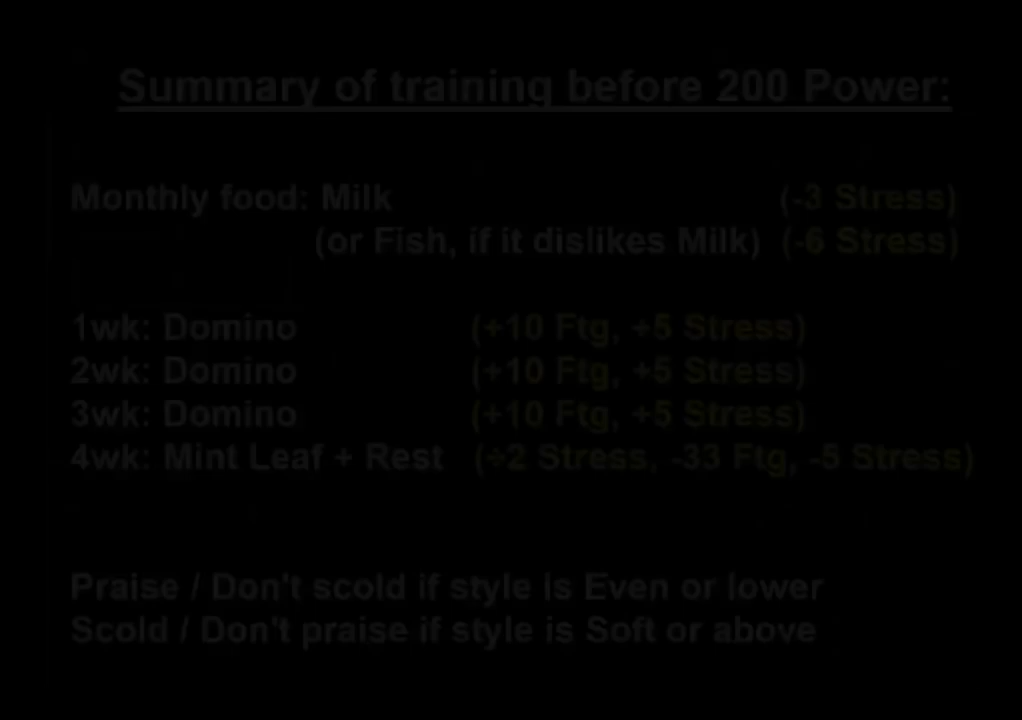 Summary of training before 200 Power:
Monthly food: Milk (-3 Stress)
(or Fish, if it dislikes Milk) (-6 Stress)
1wk: Domino (+10 Ftg, +5 Stress)
2wk: Domino (+10 Ftg, +5 Stress)
3wk: Domino (+10 Ftg, +5 Stress)
4wk: Mint Leaf + Rest (÷2 Stress, -33 Ftg, -5 Stress)
Praise / Don't scold if style is Even or lower
Scold / Don't praise if style is Soft or above